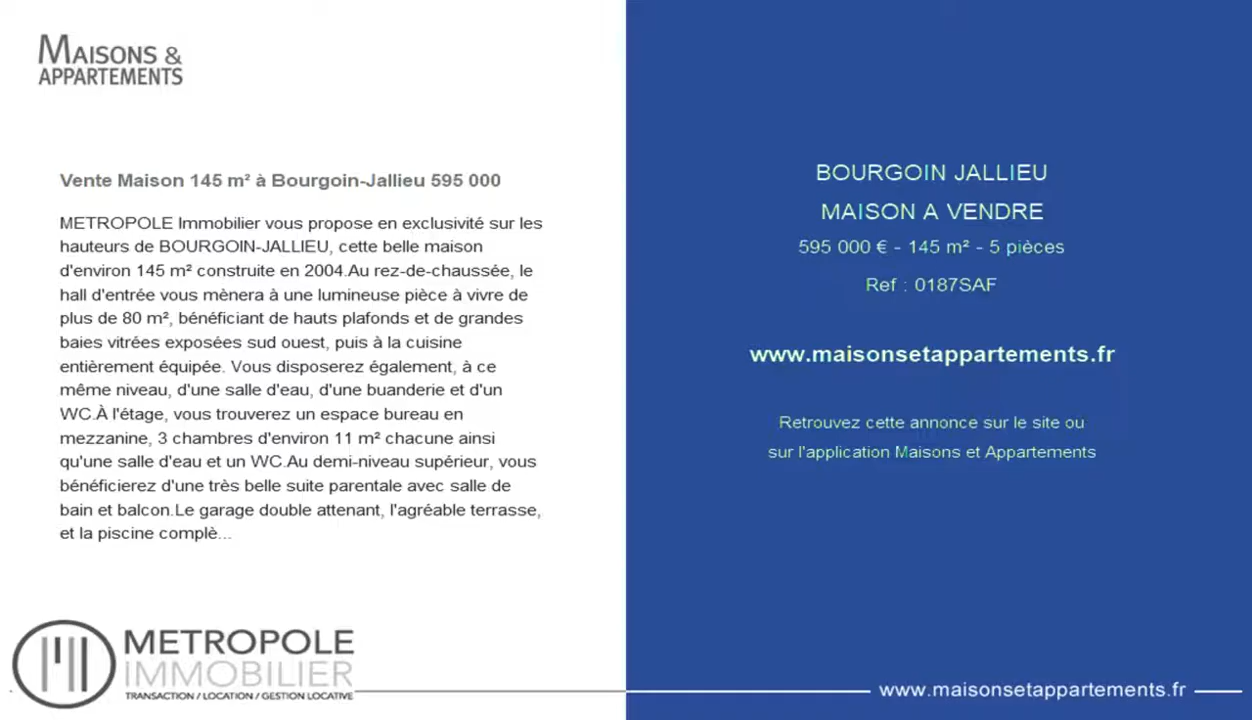 MAISONS &
APPARTEMENTS
Vente Maison 145 m² à Bourgoin-Jallieu 595 000
METROPOLE Immobilier vous propose en exclusivité sur les
hauteurs de BOURGOIN-JALLIEU, cette belle maison
d'environ 145 m² construite en 2004.Au rez-de-chaussée, le
hall d'entrée vous mènera à une lumineuse pièce à vivre de
plus de 80 m², bénéficiant de hauts plafonds et de grandes
baies vitrées exposées sud ouest, puis à la cuisine
entièrement équipée. Vous disposerez également, à ce
même niveau, d'une salle d'eau, d'une buanderie et d'un
WC.À l'étage, vous trouverez un espace bureau en
mezzanine, 3 chambres d'environ 11 m² chacune ainsi
qu'une salle d'eau et un WC.Au demi-niveau supérieur, vous
bénéficierez d'une très belle suite parentale avec salle de
bain et balcon.Le garage double attenant, l'agréable terrasse,
et la piscine complè...
METROPOLE
IMMOBILIER
TRANSACTION / LOCATION / GESTION LOCATIVE
BOURGOIN JALLIEU
MAISON A VENDRE
595 000 € - 145 m² - 5 pièces
Ref : 0187SAF
www.maisonsetappartements.fr
Retrouvez cette annonce sur le site ou
sur l'application Maisons et Appartements
www.maisonsetappartements.fr